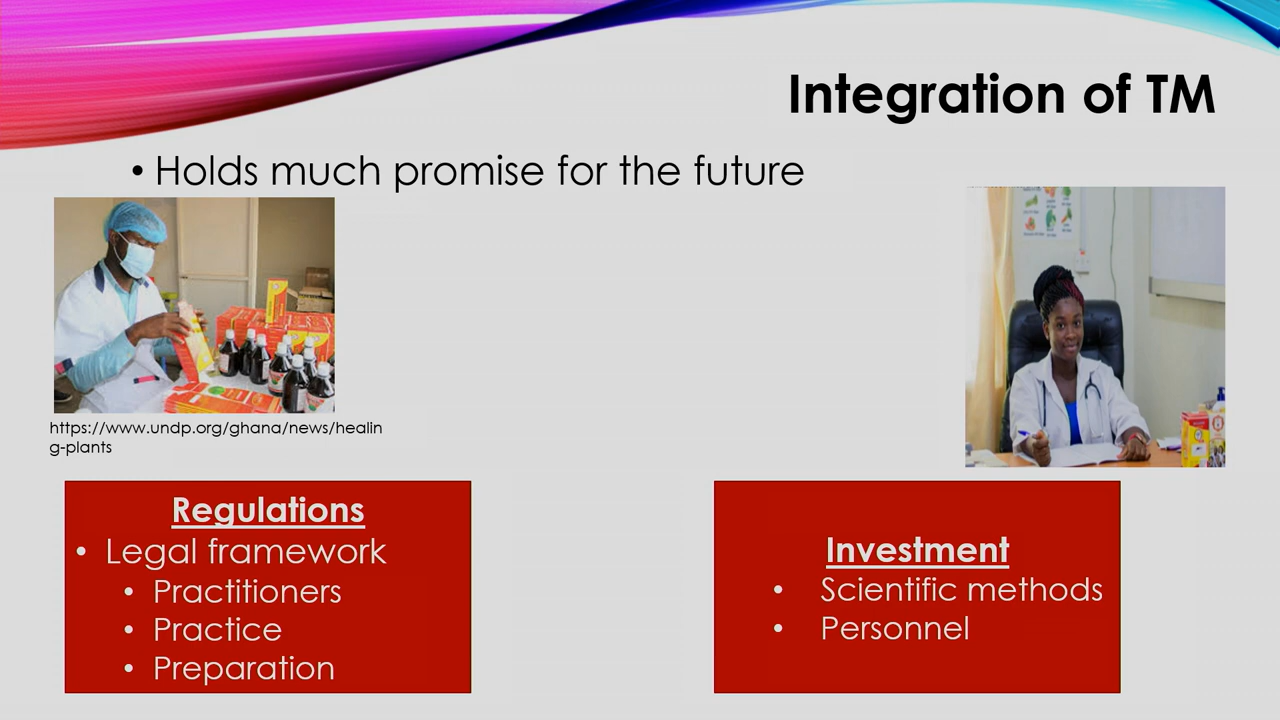 Integration of TM
• Holds much promise for the future
https://www.undp.org/ghana/news/healin
g-plants
Regulations
• Legal framework
• Practitioners
• Practice
• Preparation
Investment
• Scientific methods
• Personnel